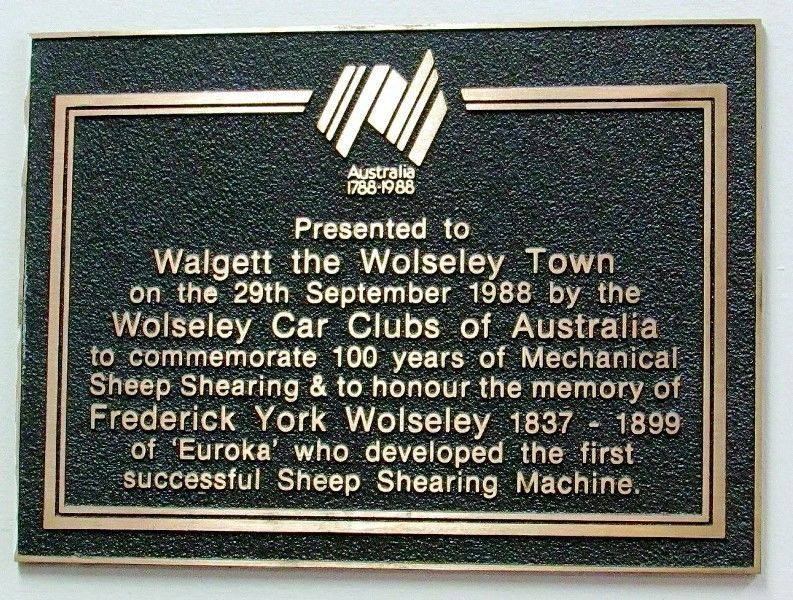 Australia
1788-1988
Presented to
Walgett the Wolseley Town
on the 29th September 1988 by the
Wolseley Car Clubs of Australia
to commemorate 100 years of Mechanical
Sheep Shearing & to honour the memory of
Frederick York Wolseley 1837 - 1899
of 'Euroka' who developed the first
successful Sheep Shearing Machine.